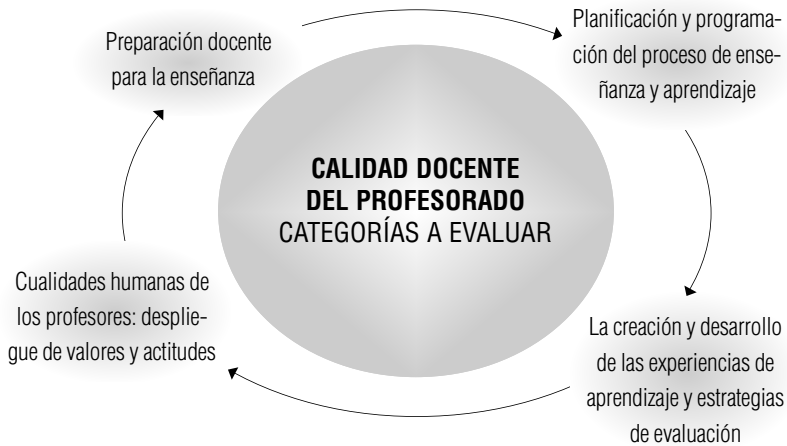 Preparación docente
para la enseñanza
Planificación y programa-
ción del proceso de ense-
ñanza y aprendizaje
CALIDAD DOCENTE
DEL PROFESORADO
CATEGORÍAS A EVALUAR
Cualidades humanas de
los profesores: desplie-
gue de valores y actitudes
La creación y desarrollo
de las experiencias de
aprendizaje y estrategias
de evaluación